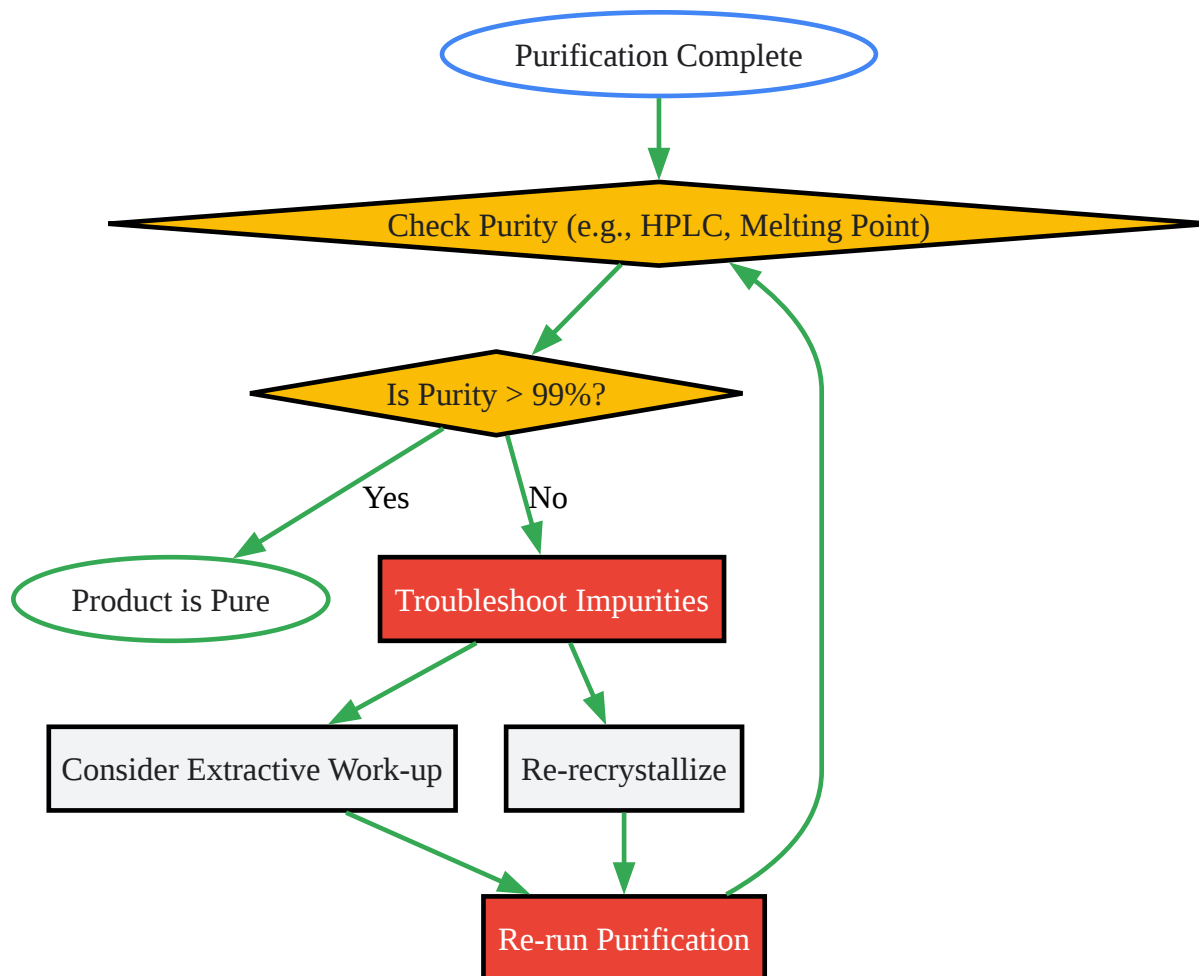 Purification Complete
Check Purity (e.g., HPLC, Melting Point)
Is Purity > 99%?
Yes
No
Product is Pure
Troubleshoot Impurities
Consider Extractive Work-up
Re-recrystallize
Re-run Purification